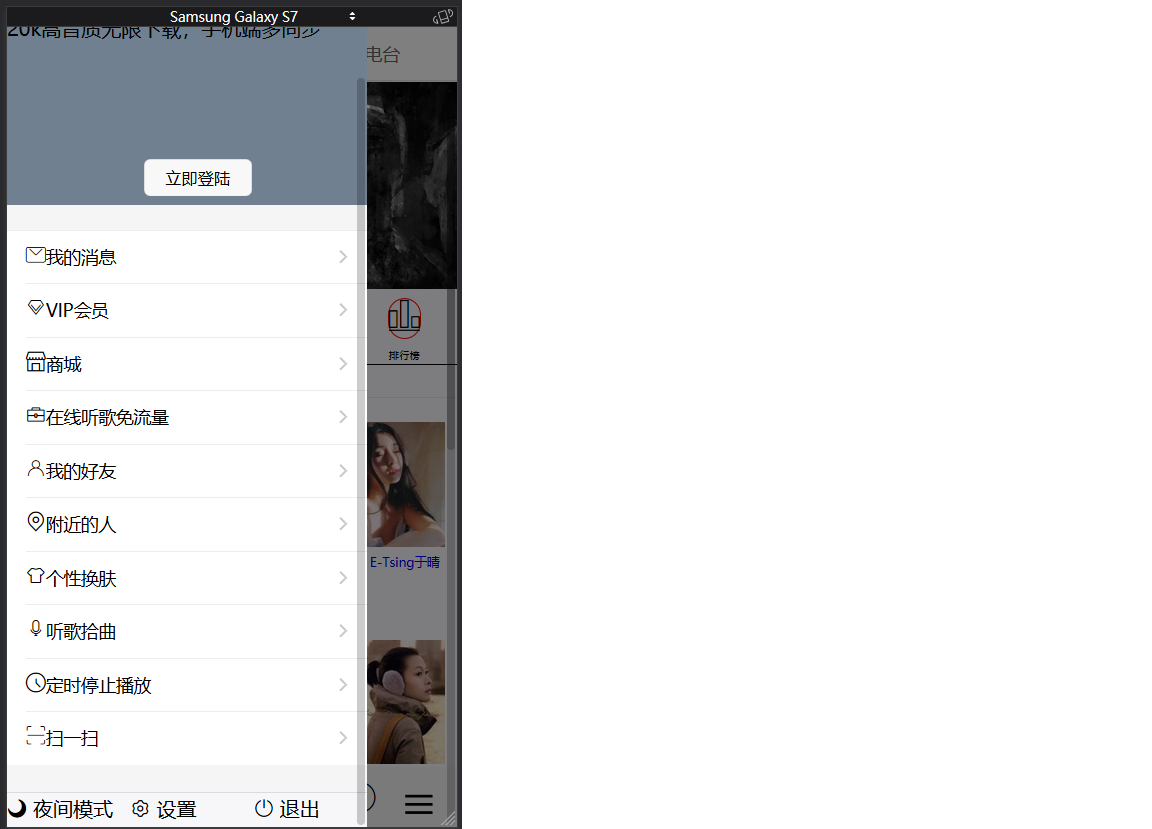 Samsung Galaxy S7
20k高音质无限下载，手机端多同步
电台
立即登陆
我的消息
VIP会员
排行榜
商城
在线听歌免流量
我的好友
附近的人
E-Tsing于晴
个性换肤
听歌拾曲
定时停止播放
扫一扫
夜间模式 设置 退出